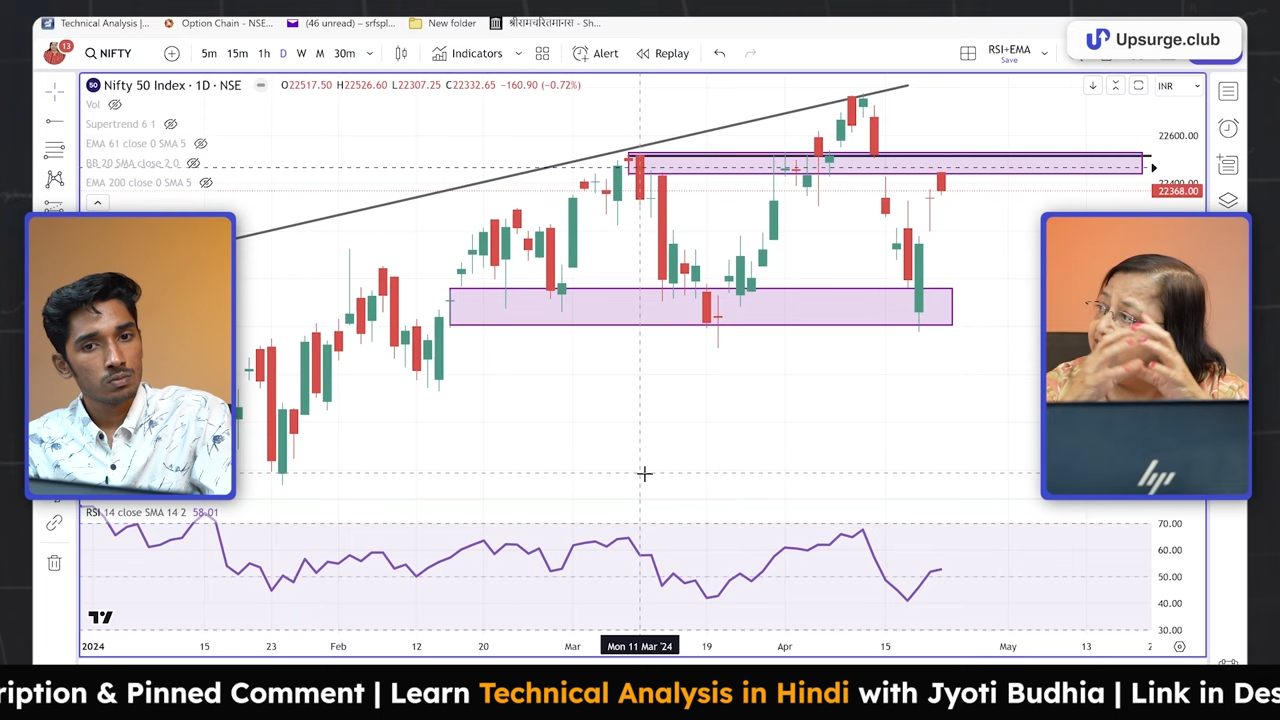 Technical Analysis |...
Option Chain - NSE...
(46 unread) – srfspl...
New folder
श्रीरामचरितमानस - Sh...
Upsurge.club
13
NIFTY
5m 15m 1h D W M 30m
Indicators
Alert
Replay
RSI+EMA
Save
50 Nifty 50 Index · 1D · NSE
O22517.50 H22526.60 L22307.25 C22332.65 −160.90 (−0.72%)
INR
Vol
Supertrend 6 1
EMA 61 close 0 SMA 5
BB 20 SMA close 2 0
EMA 200 close 0 SMA 5
22600.00
22400.00
22368.00
hp
RSI 14 close SMA 14 2 58.01
70.00
60.00
50.00
40.00
30.00
2024 15 23 Feb 12 20 Mar Mon 11 Mar '24 19 Apr 15 May 13 2
ription & Pinned Comment | Learn Technical Analysis in Hindi with Jyoti Budhia | Link in Des